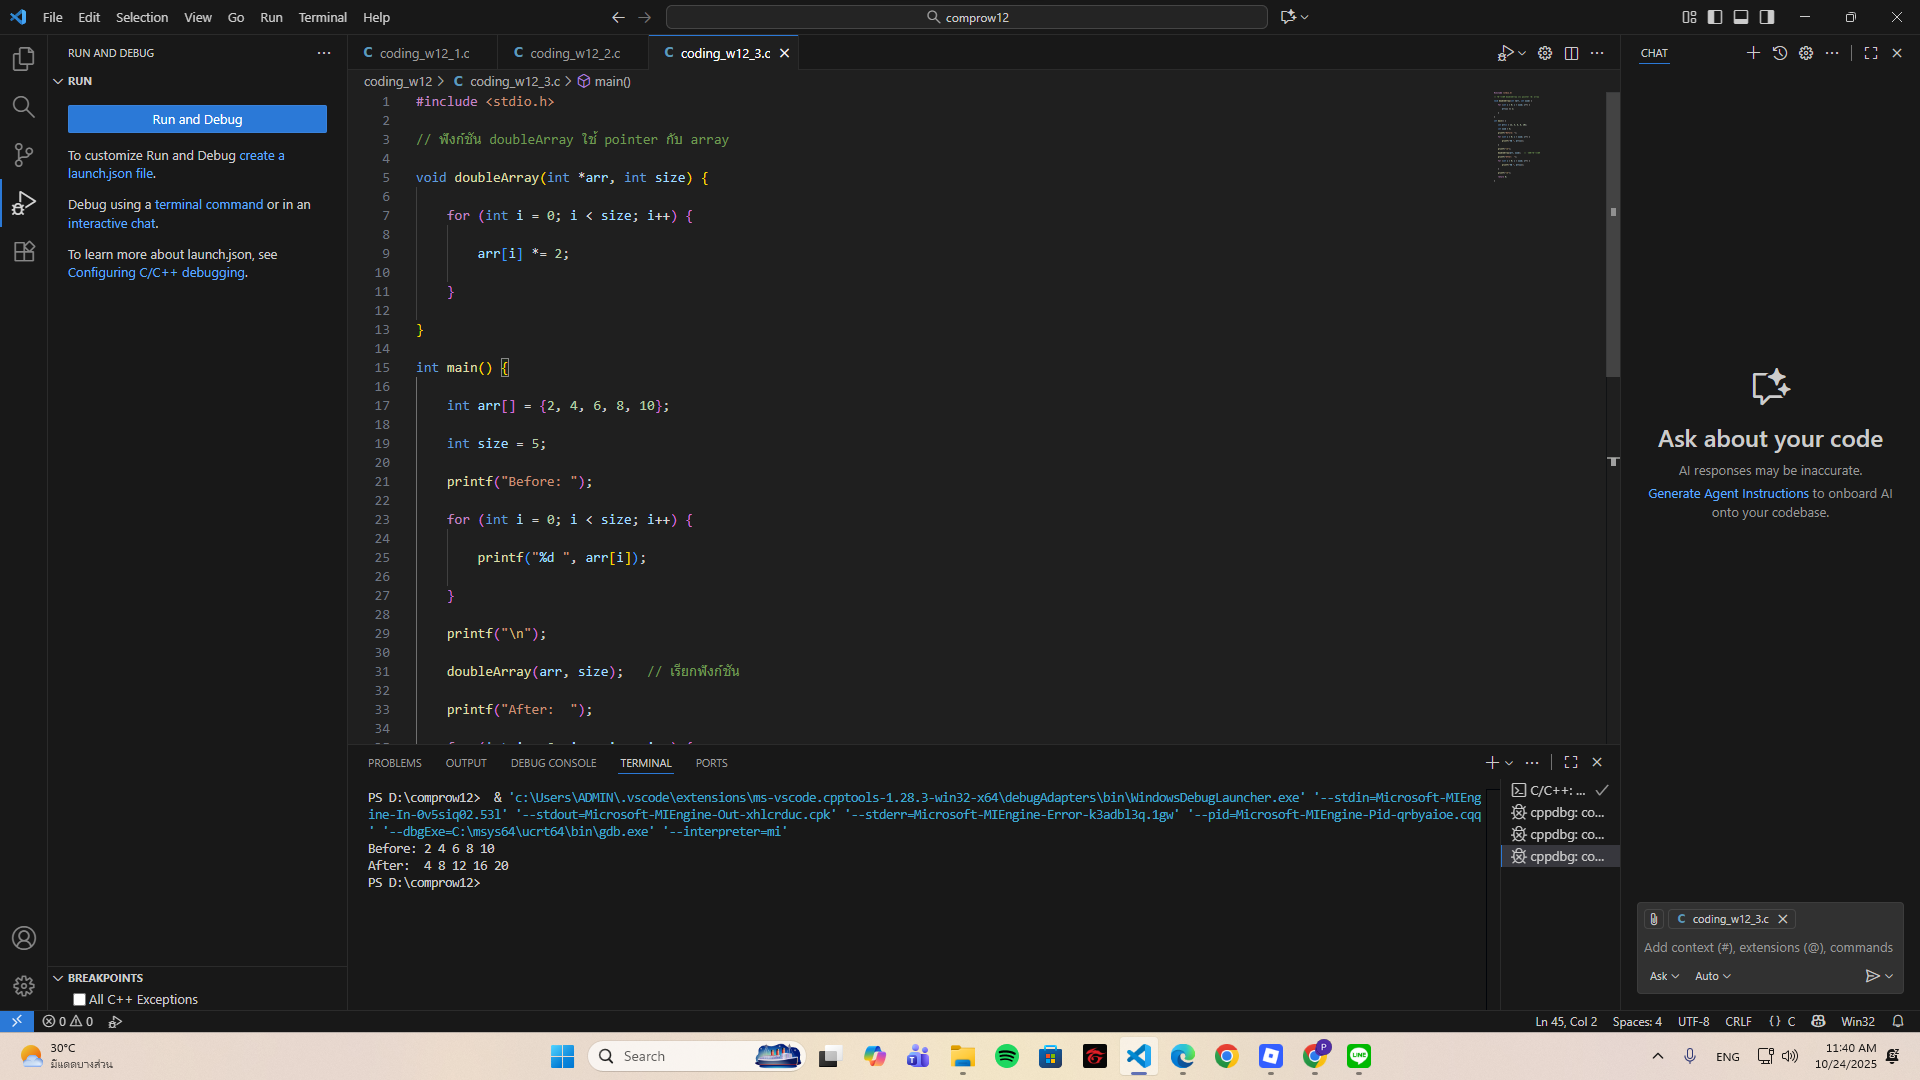 File Edit Selection View Go Run Terminal Help
comprow12
RUN AND DEBUG
RUN
Run and Debug
To customize Run and Debug create a
launch.json file.
Debug using a terminal command or in an
interactive chat.
To learn more about launch.json, see
Configuring C/C++ debugging.
BREAKPOINTS
All C++ Exceptions
C coding_w12_1.c C coding_w12_2.c C coding_w12_3.c
coding_w12 > C coding_w12_3.c > main()
1 #include <stdio.h>
2
3 // ฟังก์ชัน doubleArray ใช้ pointer กับ array
4
5 void doubleArray(int *arr, int size) {
6
7 for (int i = 0; i < size; i++) {
8
9 arr[i] *= 2;
10
11 }
12
13 }
14
15 int main() {
16
17 int arr[] = {2, 4, 6, 8, 10};
18
19 int size = 5;
20
21 printf("Before: ");
22
23 for (int i = 0; i < size; i++) {
24
25 printf("%d ", arr[i]);
26
27 }
28
29 printf("\n");
30
31 doubleArray(arr, size); // เรียกฟังก์ชัน
32
33 printf("After:  ");
34
PROBLEMS OUTPUT DEBUG CONSOLE TERMINAL PORTS
PS D:\comprow12>  & 'c:\Users\ADMIN\.vscode\extensions\ms-vscode.cpptools-1.28.3-win32-x64\debugAdapters\bin\WindowsDebugLauncher.exe' '--stdin=Microsoft-MIEng
ine-In-0v5siq02.53l' '--stdout=Microsoft-MIEngine-Out-xhlcrduc.cpk' '--stderr=Microsoft-MIEngine-Error-k3adbl3q.1gw' '--pid=Microsoft-MIEngine-Pid-qrbyaioe.cqq
' '--dbgExe=C:\msys64\ucrt64\bin\gdb.exe' '--interpreter=mi'
Before: 2 4 6 8 10
After:  4 8 12 16 20
PS D:\comprow12>
C/C++: ...
cppdbg: co...
cppdbg: co...
cppdbg: co...
CHAT
Ask about your code
AI responses may be inaccurate.
Generate Agent Instructions to onboard AI
onto your codebase.
C coding_w12_3.c
Add context (#), extensions (@), commands
Ask Auto
0 0
Ln 45, Col 2 Spaces: 4 UTF-8 CRLF {} C Win32
30°C
มีแดดบางส่วน
Search
P
LINE
ENG
11:40 AM
10/24/2025